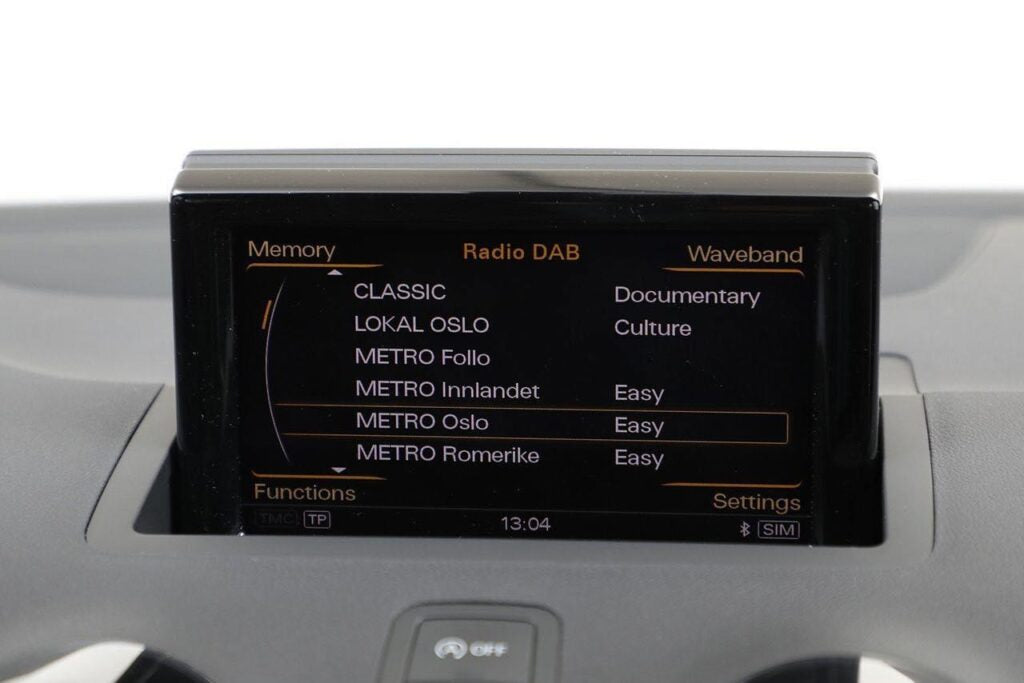 Memory Radio DAB Waveband
CLASSIC Documentary
LOKAL OSLO Culture
METRO Follo
METRO Innlandet Easy
METRO Oslo Easy
METRO Romerike Easy
Functions Settings
TMC TP 13:04 SIM
A OFF